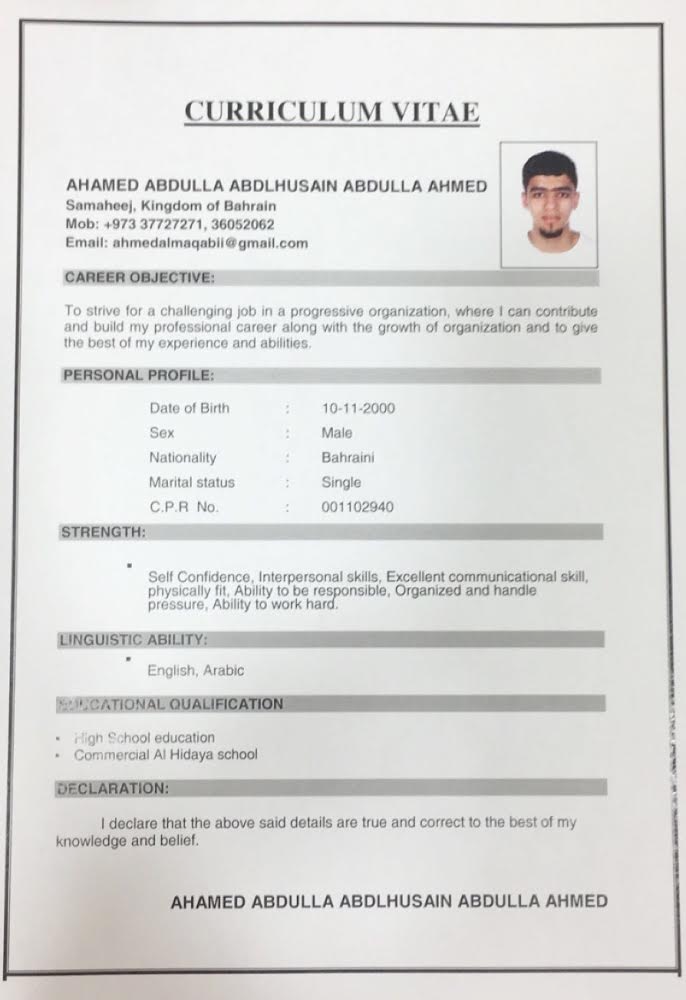 CURRICULUM VITAE
AHAMED ABDULLA ABDLHUSAIN ABDULLA AHMED
Samaheej, Kingdom of Bahrain
Mob: +973 37727271, 36052062
Email: ahmedalmaqabii@gmail.com
CAREER OBJECTIVE:
To strive for a challenging job in a progressive organization, where I can contribute
and build my professional career along with the growth of organization and to give
the best of my experience and abilities.
PERSONAL PROFILE:
Date of Birth : 10-11-2000
Sex : Male
Nationality : Bahraini
Marital status : Single
C.P.R No. : 001102940
STRENGTH:
▪ Self Confidence, Interpersonal skills, Excellent communicational skill,
physically fit, Ability to be responsible, Organized and handle
pressure, Ability to work hard.
LINGUISTIC ABILITY:
▪ English, Arabic
EDUCATIONAL QUALIFICATION
• High School education
• Commercial Al Hidaya school
DECLARATION:
I declare that the above said details are true and correct to the best of my
knowledge and belief.
AHAMED ABDULLA ABDLHUSAIN ABDULLA AHMED